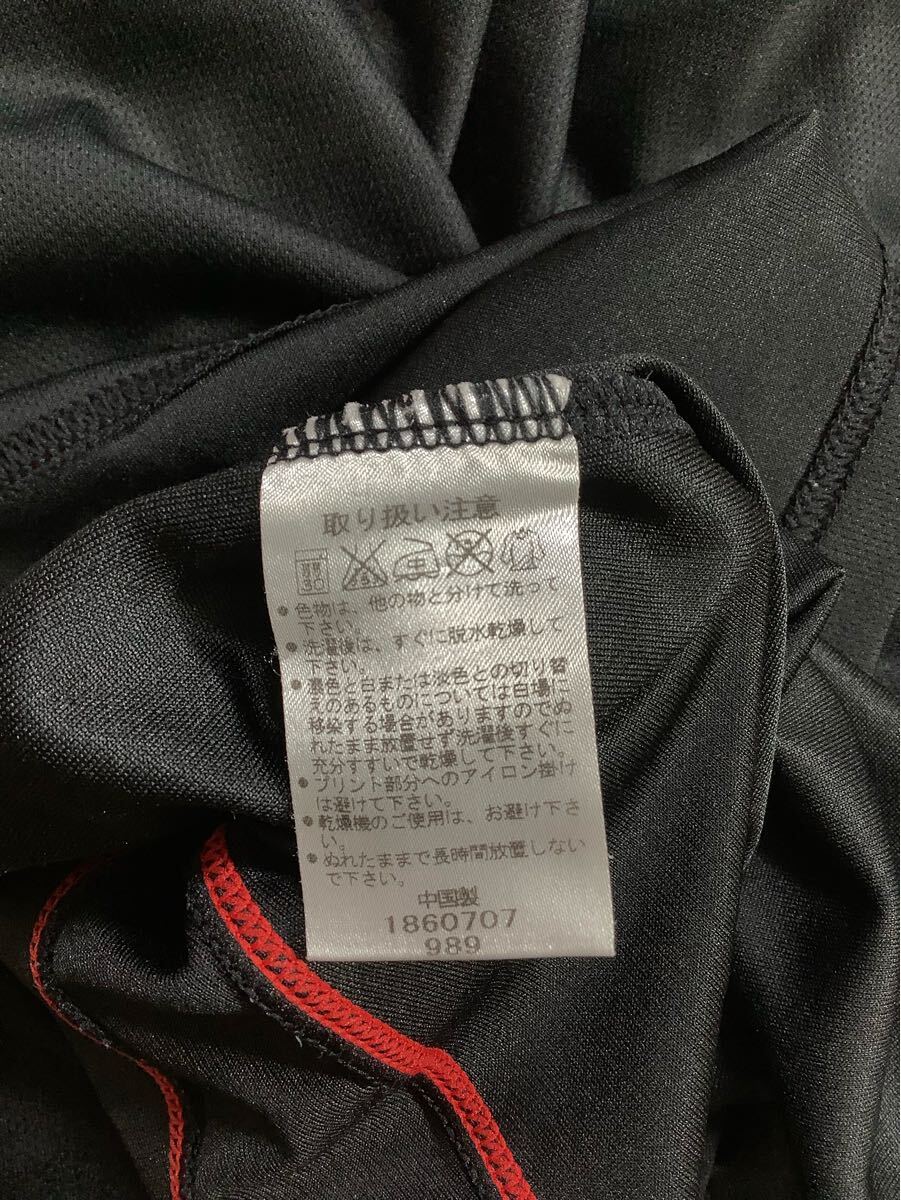 取り扱い注意
● 色物は、他の物と分けて洗って
下さい。
● 洗濯後は、すぐに脱水乾燥して
下さい。
● 濃色と白または淡色との切り替
えのあるものについては白場に
移染する場合がありますのでぬ
れたまま放置せず洗濯後すぐに
充分すすいで乾燥して下さい。
● プリント部分へのアイロン掛け
は避けて下さい。
● 乾燥機のご使用は、お避け下さ
い。
● ぬれたままで長時間放置しない
で下さい。
中国製
1860707
989